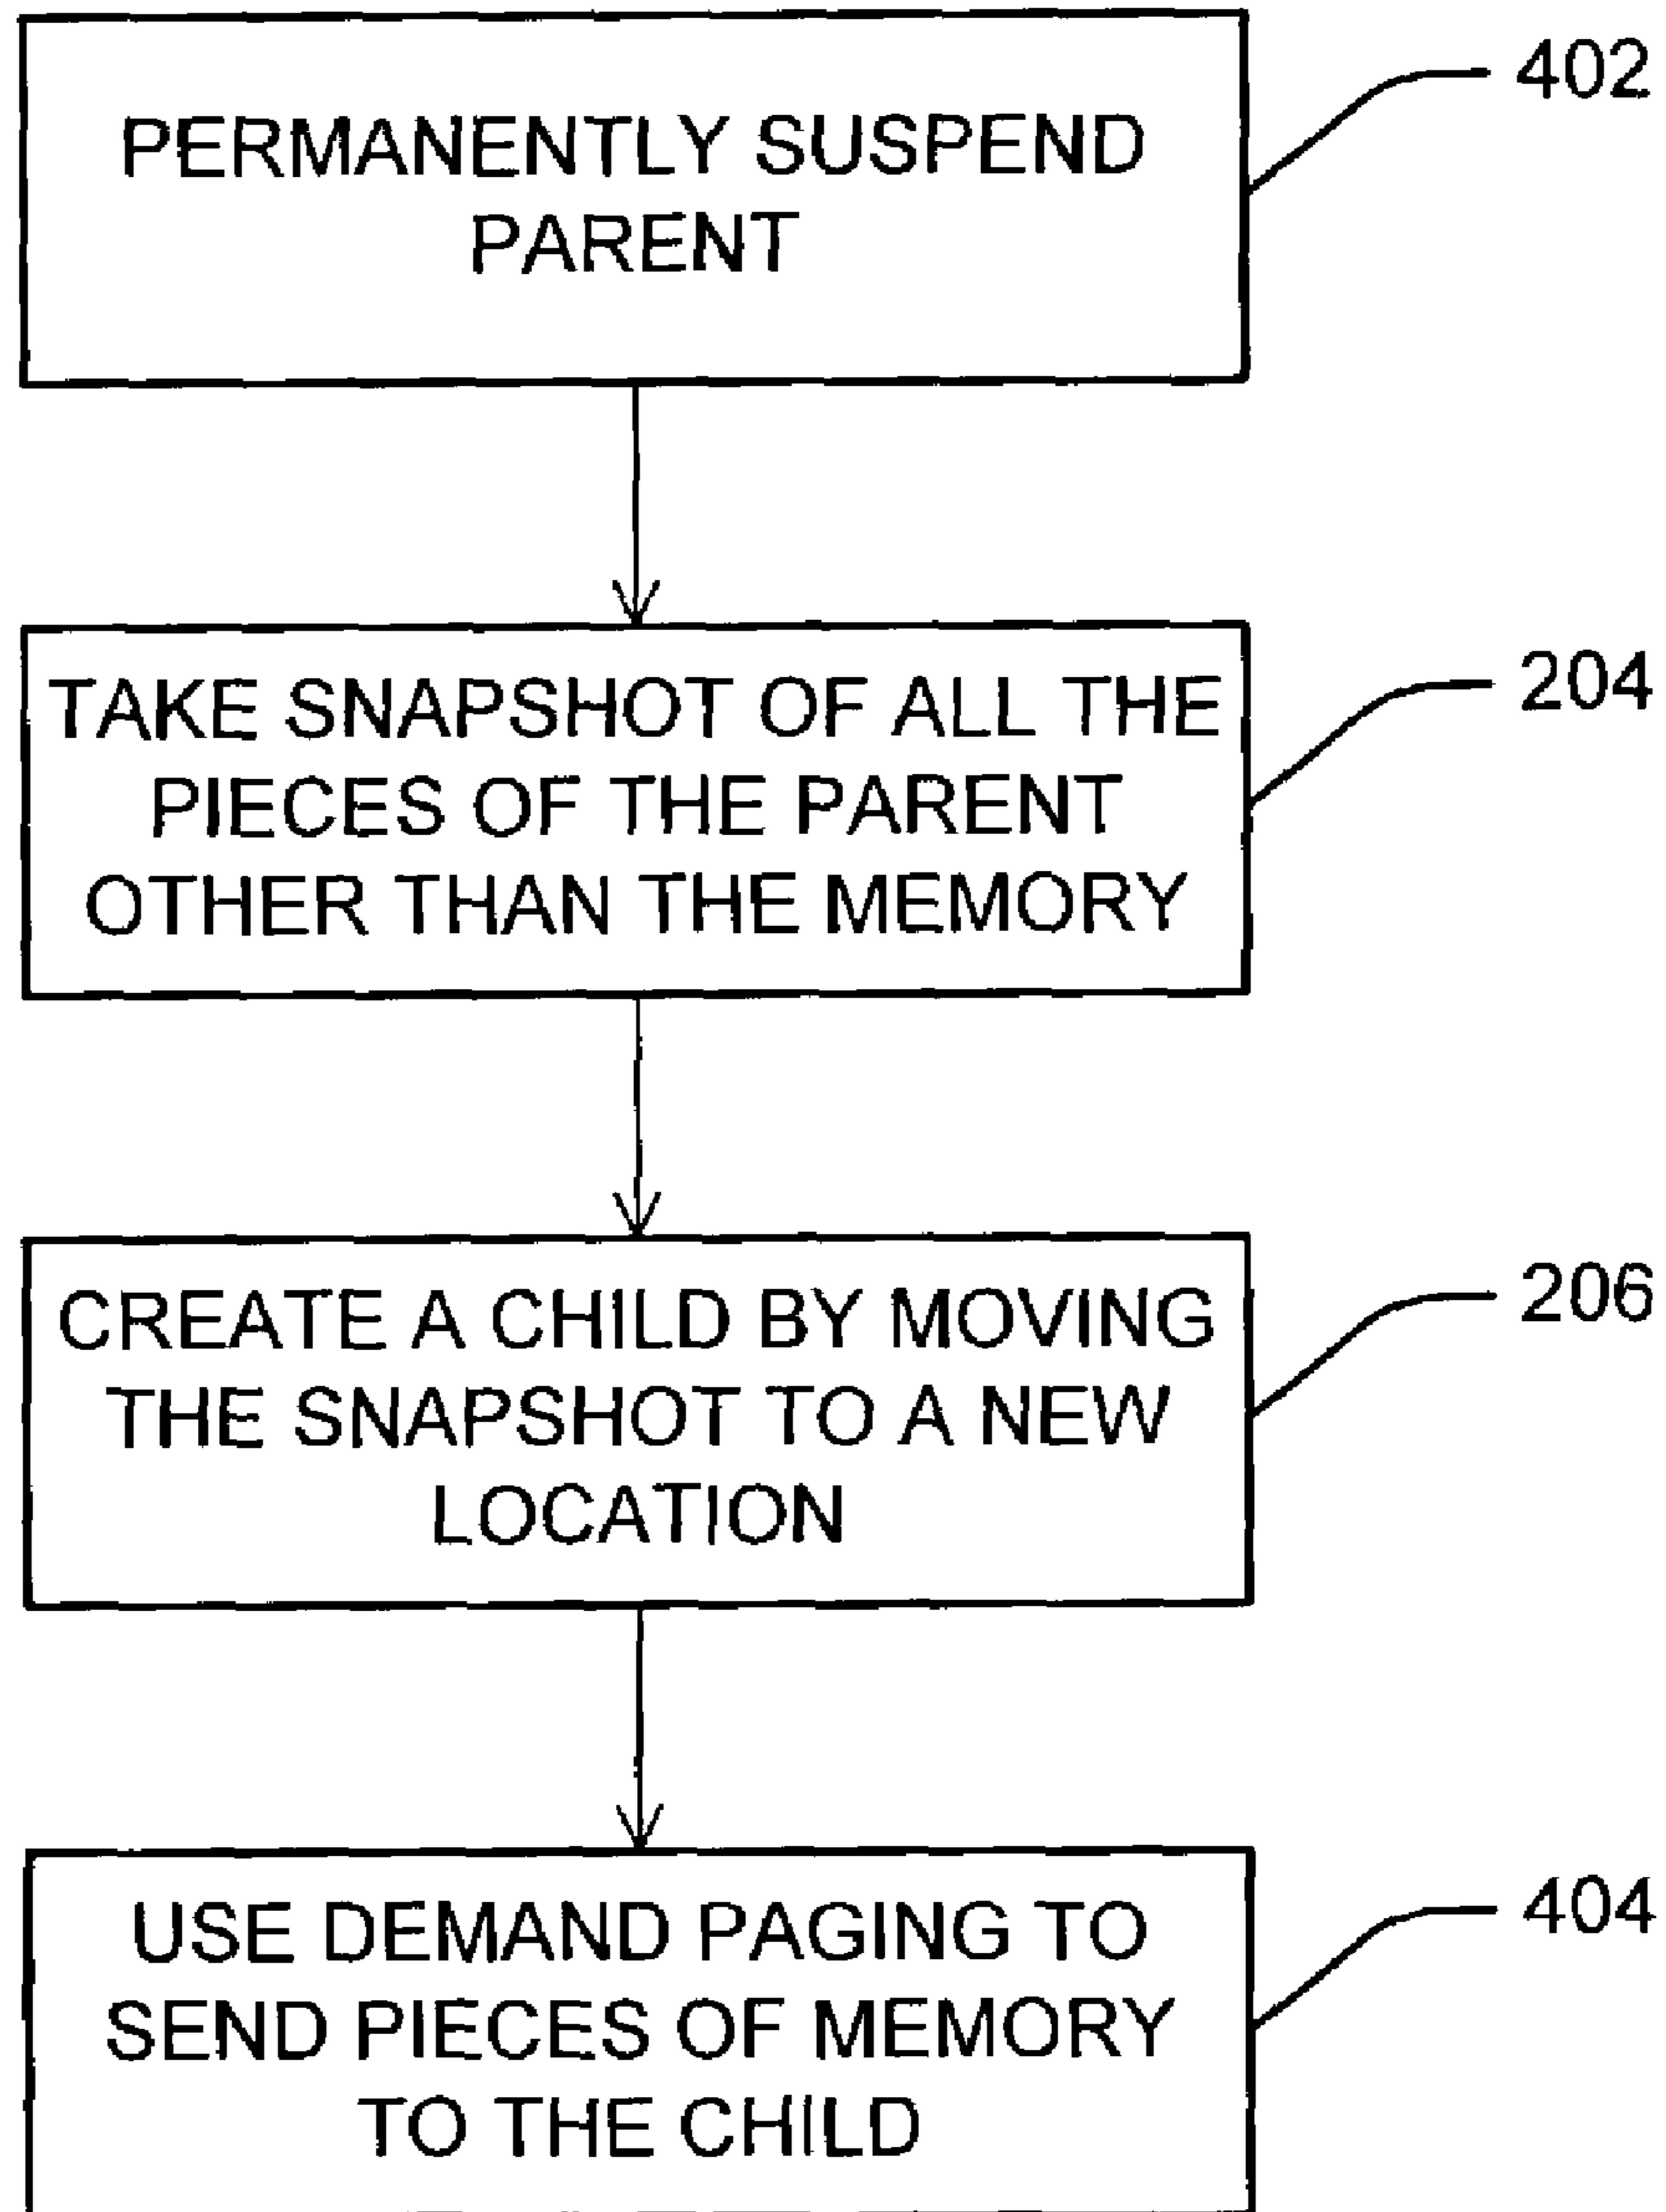 402
PERMANENTLY SUSPEND
PARENT
204
TAKE SNAPSHOT OF ALL THE
PIECES OF THE PARENT
OTHER THAN THE MEMORY
206
CREATE A CHILD BY MOVING
THE SNAPSHOT TO A NEW
LOCATION
404
USE DEMAND PAGING TO
SEND PIECES OF MEMORY
TO THE CHILD